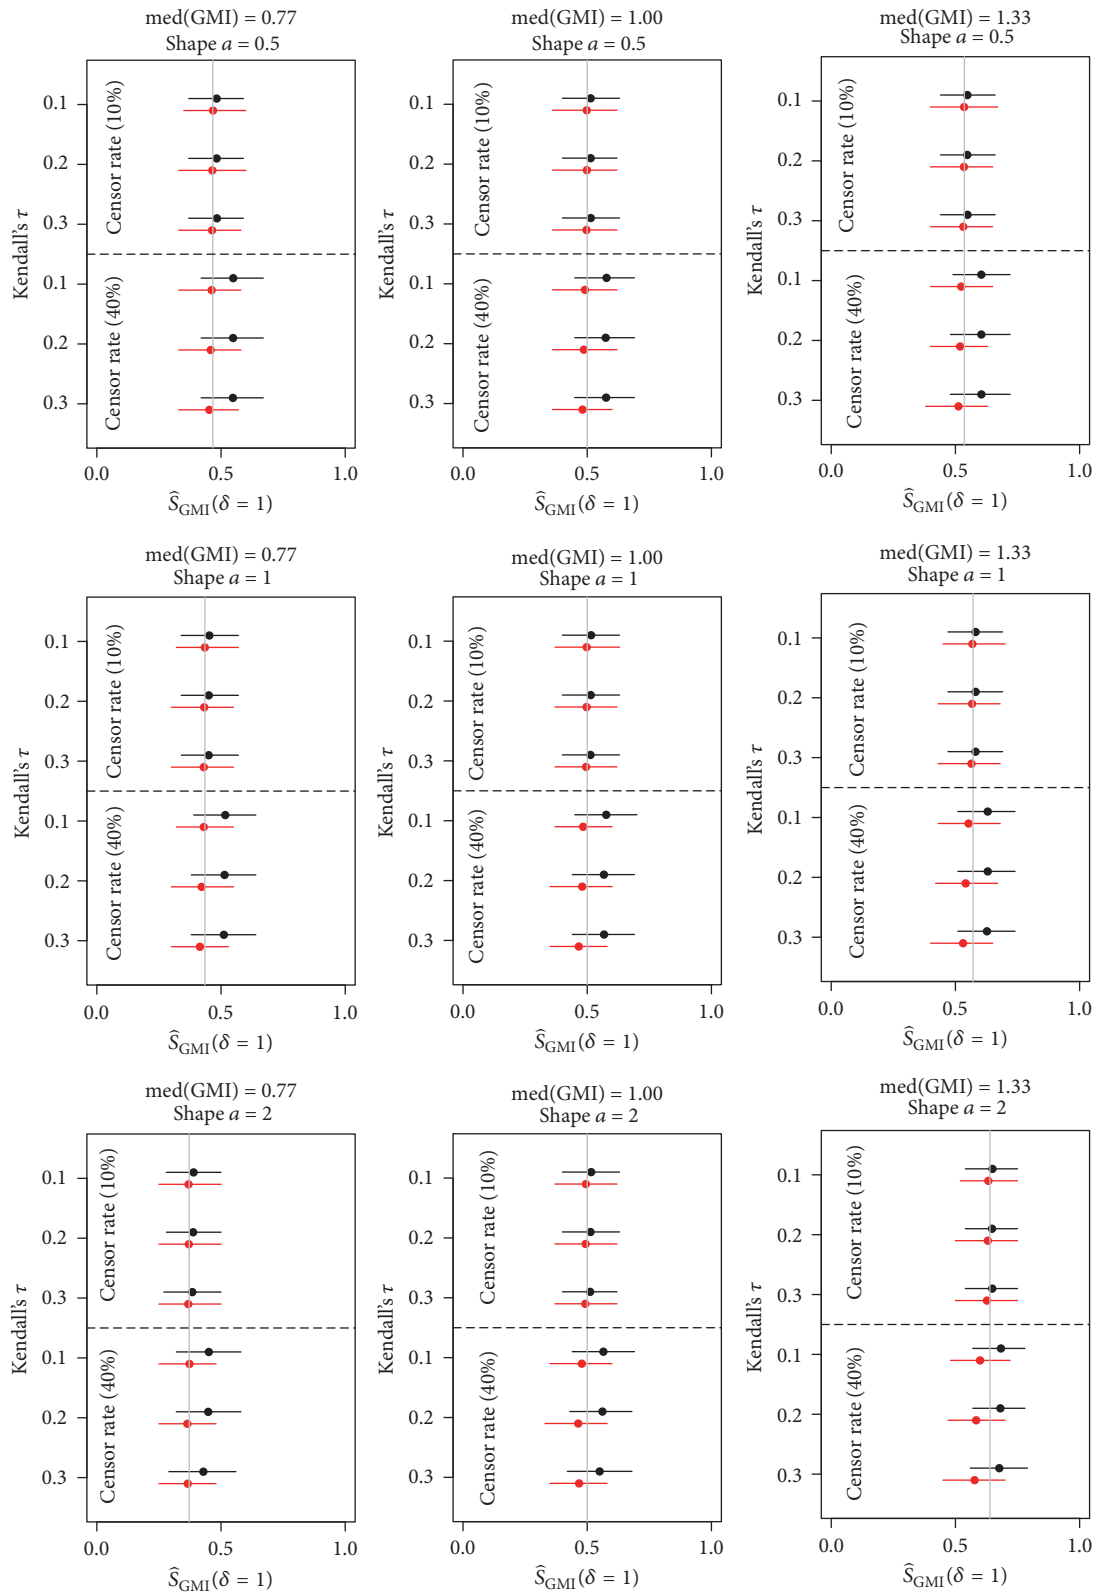 med(GMI) = 0.77
Shape a = 0.5
Kendall's τ
0.1
0.2
0.3
0.1
0.2
0.3
Censor rate (10%)
Censor rate (40%)
0.0 0.5 1.0
ŜGMI(δ = 1)
med(GMI) = 1.00
Shape a = 0.5
Kendall's τ
0.1
0.2
0.3
0.1
0.2
0.3
Censor rate (10%)
Censor rate (40%)
0.0 0.5 1.0
ŜGMI(δ = 1)
med(GMI) = 1.33
Shape a = 0.5
Kendall's τ
0.1
0.2
0.3
0.1
0.2
0.3
Censor rate (10%)
Censor rate (40%)
0.0 0.5 1.0
ŜGMI(δ = 1)
med(GMI) = 0.77
Shape a = 1
Kendall's τ
0.1
0.2
0.3
0.1
0.2
0.3
Censor rate (10%)
Censor rate (40%)
0.0 0.5 1.0
ŜGMI(δ = 1)
med(GMI) = 1.00
Shape a = 1
Kendall's τ
0.1
0.2
0.3
0.1
0.2
0.3
Censor rate (10%)
Censor rate (40%)
0.0 0.5 1.0
ŜGMI(δ = 1)
med(GMI) = 1.33
Shape a = 1
Kendall's τ
0.1
0.2
0.3
0.1
0.2
0.3
Censor rate (10%)
Censor rate (40%)
0.0 0.5 1.0
ŜGMI(δ = 1)
med(GMI) = 0.77
Shape a = 2
Kendall's τ
0.1
0.2
0.3
0.1
0.2
0.3
Censor rate (10%)
Censor rate (40%)
0.0 0.5 1.0
ŜGMI(δ = 1)
med(GMI) = 1.00
Shape a = 2
Kendall's τ
0.1
0.2
0.3
0.1
0.2
0.3
Censor rate (10%)
Censor rate (40%)
0.0 0.5 1.0
ŜGMI(δ = 1)
med(GMI) = 1.33
Shape a = 2
Kendall's τ
0.1
0.2
0.3
0.1
0.2
0.3
Censor rate (10%)
Censor rate (40%)
0.0 0.5 1.0
ŜGMI(δ = 1)